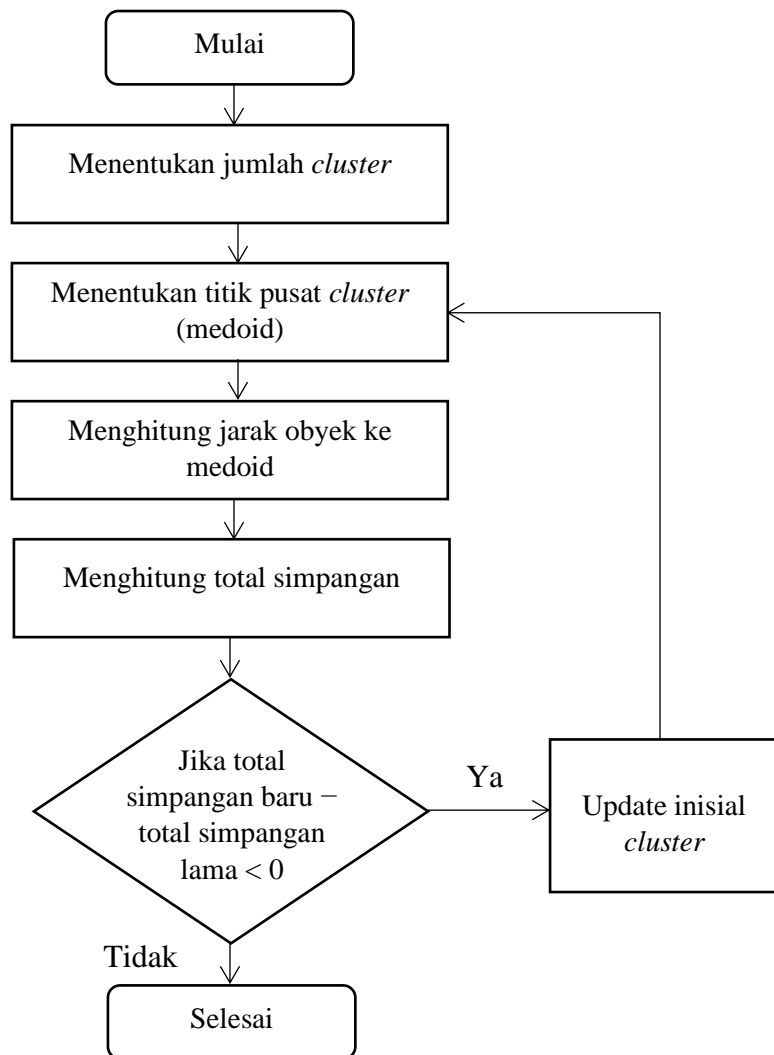 Mulai
Menentukan jumlah cluster
Menentukan titik pusat cluster
(medoid)
Menghitung jarak obyek ke
medoid
Menghitung total simpangan
Jika total
simpangan baru −
total simpangan
lama < 0
Ya
Update inisial
cluster
Tidak
Selesai